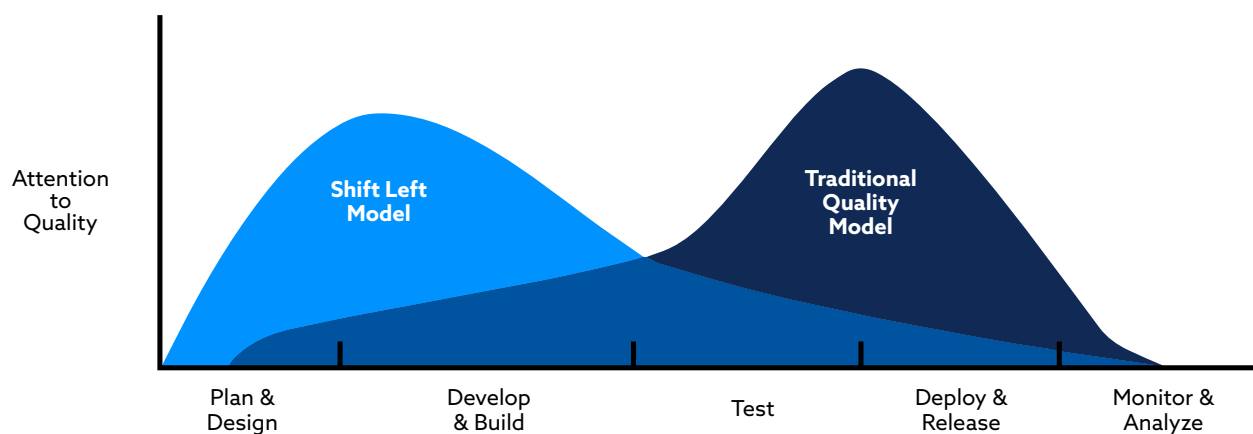 Attention
to
Quality
Shift Left
Model
Traditional
Quality
Model
Plan &
Design
Develop
& Build
Test
Deploy &
Release
Monitor &
Analyze